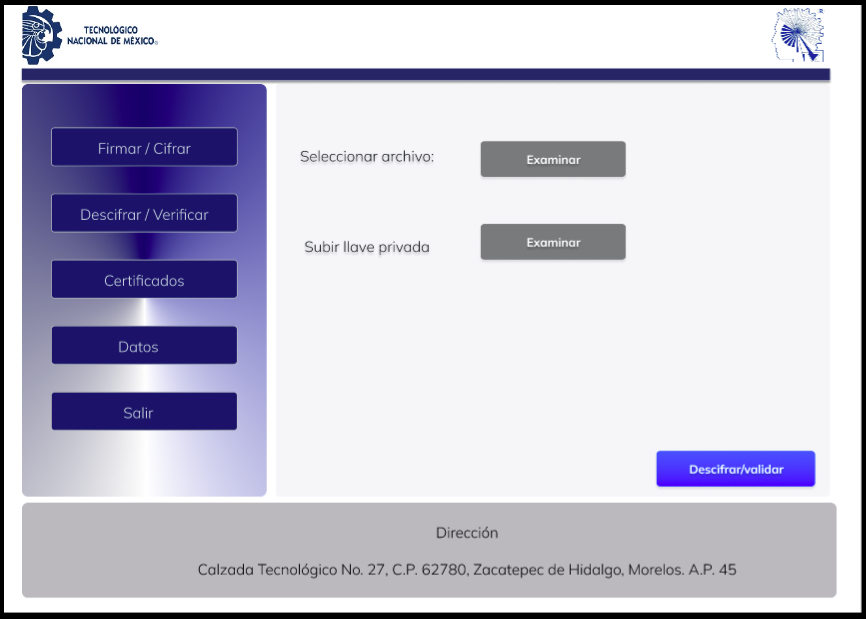 TECNOLÓGICO
NACIONAL DE MÉXICO
Firmar / Cifrar
Descifrar / Verificar
Certificados
Datos
Salir
Seleccionar archivo:
Examinar
Subir llave privada
Examinar
Descifrar/validar
Dirección
Calzada Tecnológico No. 27, C.P. 62780, Zacatepec de Hidalgo, Morelos. A.P. 45